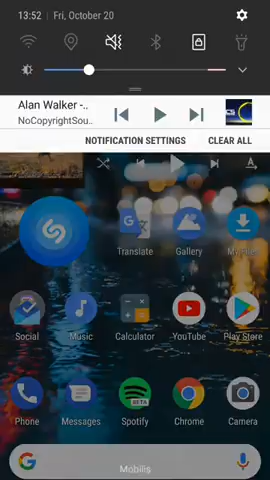 13:52 Fri, October 20
Alan Walker -..
NoCopyrightSou..
NOTIFICATION SETTINGS CLEAR ALL
Translate Gallery My Files
Social Music Calculator YouTube Play Store
BETA
Phone Messages Spotify Chrome Camera
Mobilis